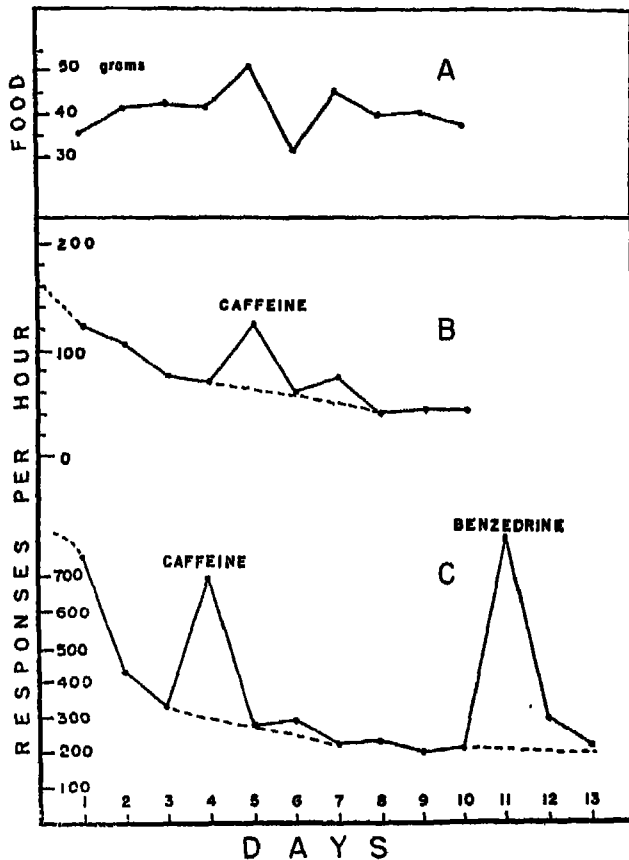 FOOD
50 grams
40
30
A
RESPONSES PER HOUR
200
100
0
CAFFEINE
B
700
600
500
400
300
200
100
CAFFEINE
BENZEDRINE
C
1 2 3 4 5 6 7 8 9 10 11 12 13
DAYS